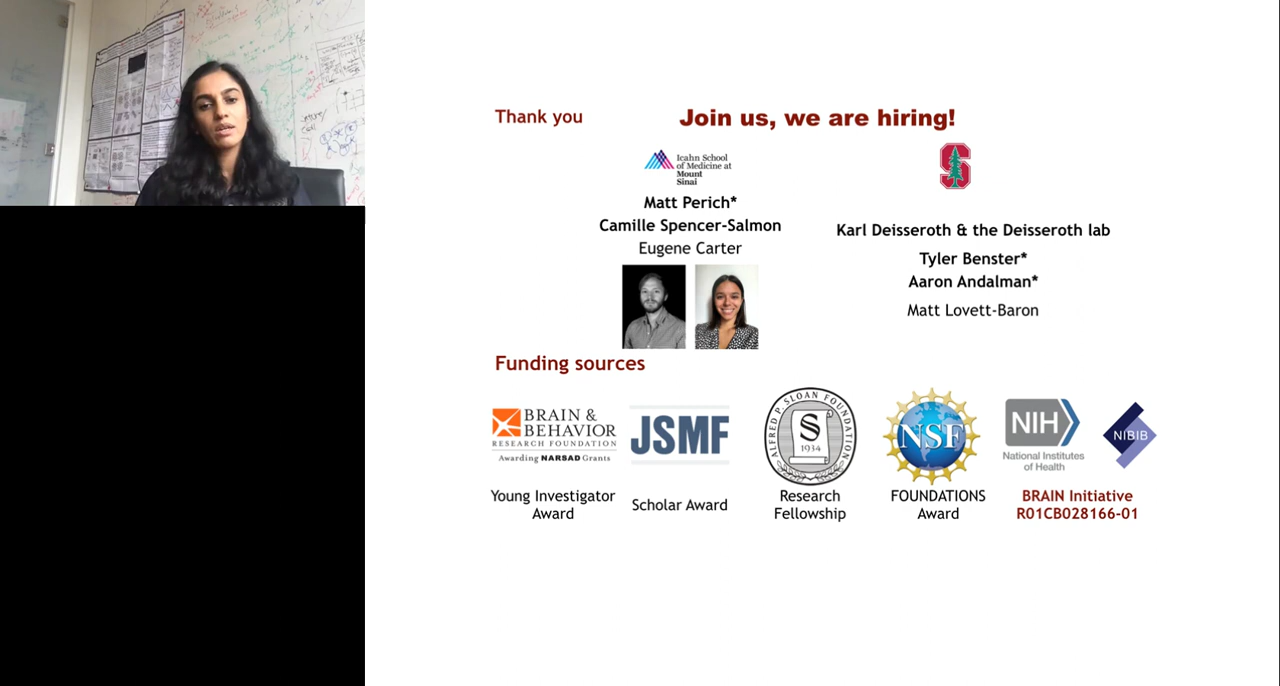 Thank you
Join us, we are hiring!
Icahn School
of Medicine at
Mount
Sinai
Matt Perich*
Camille Spencer-Salmon
Eugene Carter
S
Karl Deisseroth & the Deisseroth lab
Tyler Benster*
Aaron Andalman*
Matt Lovett-Baron
Funding sources
BRAIN &
BEHAVIOR
RESEARCH FOUNDATION
Awarding NARSAD Grants
Young Investigator
Award
JSMF
Scholar Award
ALFRED P. SLOAN FOUNDATION
S
1934
Research
Fellowship
NSF
FOUNDATIONS
Award
NIH
National Institutes
of Health
NIBIB
BRAIN Initiative
R01CB028166-01